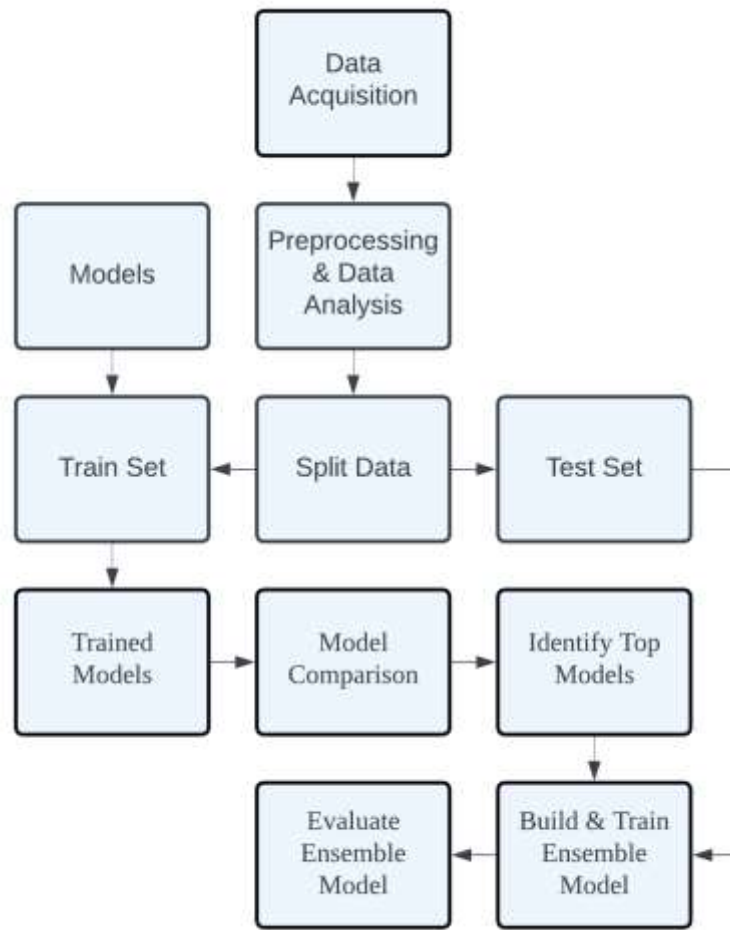 Data
Acquisition
Models
Preprocessing
& Data
Analysis
Train Set
Split Data
Test Set
Trained
Models
Model
Comparison
Identify Top
Models
Evaluate
Ensemble
Model
Build & Train
Ensemble
Model